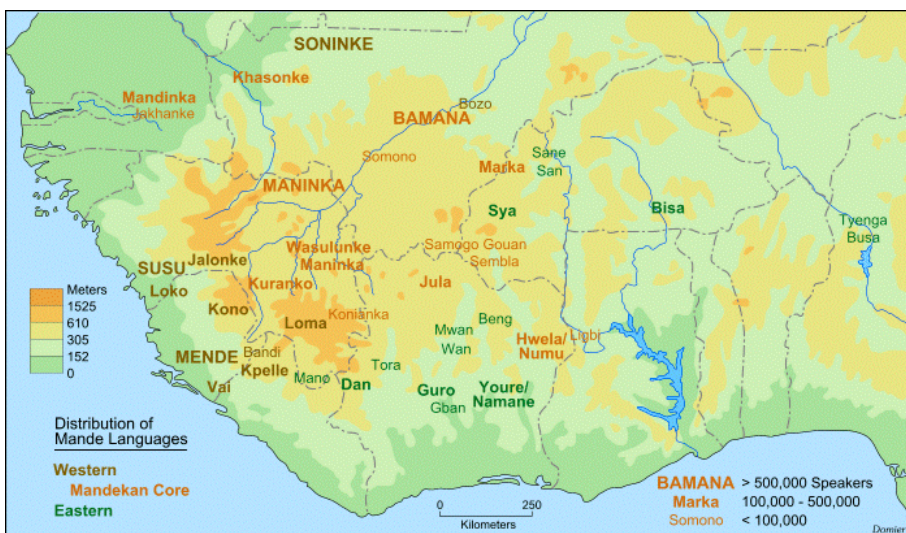 SONINKE
Khasonke
Mandinka
Jakhanke
BAMANA
Bozo
Somono
Marka
Sane
San
MANINKA
Sya
Bisa
Tyenga
Busa
Wasulunke
Maninka
Samogo Gouan
Sembla
SUSU
Jalonke
Loko
Kuranko
Jula
Kono
Loma
Konianka
Beng
Mwan
Wan
Hwela/
Numu
Ligbi
MENDE
Bandi
Kpelle
Mano
Tora
Dan
Vai
Guro
Gban
Youre/
Namane
Meters
1525
610
305
152
0
Distribution of
Mande Languages
Western
Mandekan Core
Eastern
0 250
Kilometers
BAMANA > 500,000 Speakers
Marka 100,000 - 500,000
Somono < 100,000
Domier